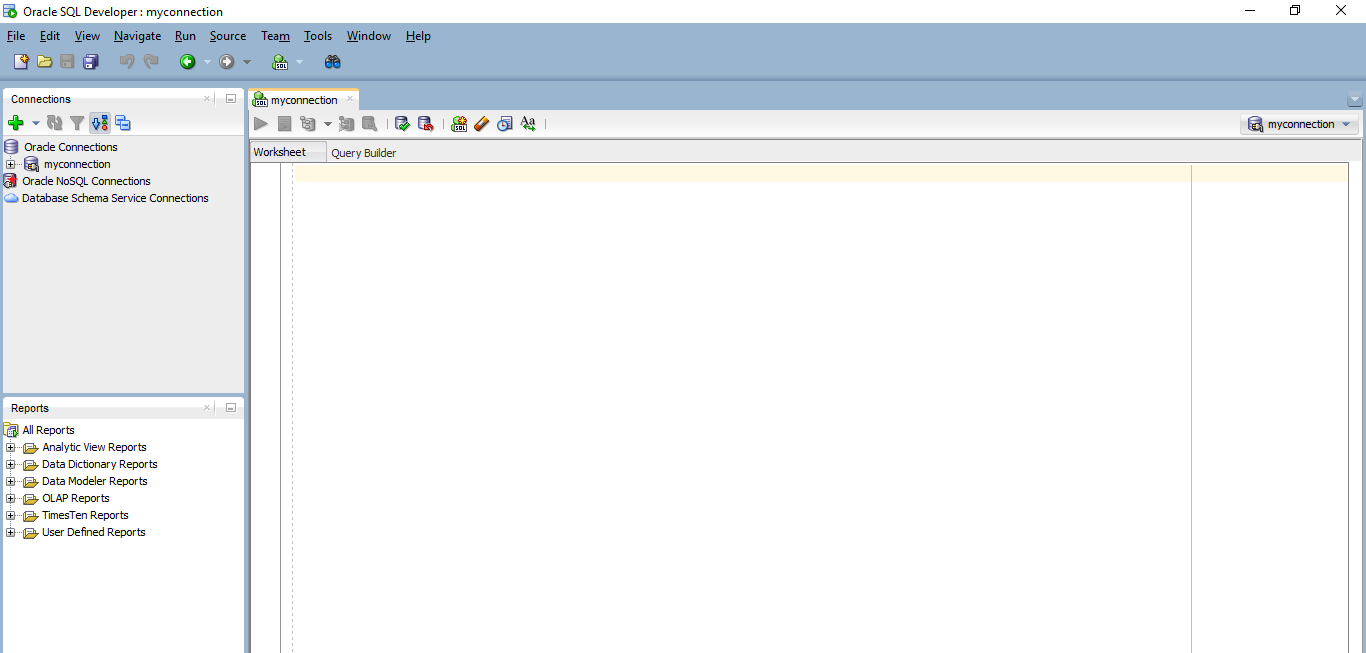 Oracle SQL Developer : myconnection
File Edit View Navigate Run Source Team Tools Window Help
Connections
Oracle Connections
myconnection
Oracle NoSQL Connections
Database Schema Service Connections
Reports
All Reports
Analytic View Reports
Data Dictionary Reports
Data Modeler Reports
OLAP Reports
TimesTen Reports
User Defined Reports
myconnection
myconnection
Worksheet Query Builder